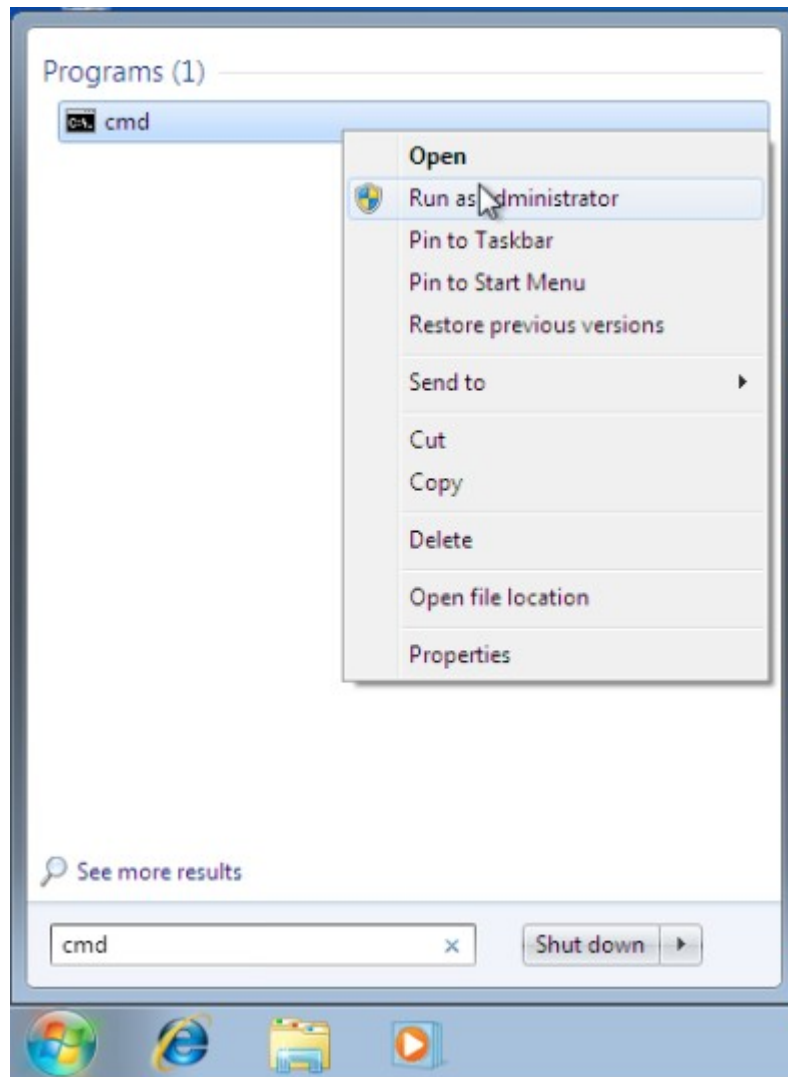 Programs (1)
C:\.
cmd
Open
Run as administrator
Pin to Taskbar
Pin to Start Menu
Restore previous versions
Send to
Cut
Copy
Delete
Open file location
Properties
See more results
cmd
Shut down